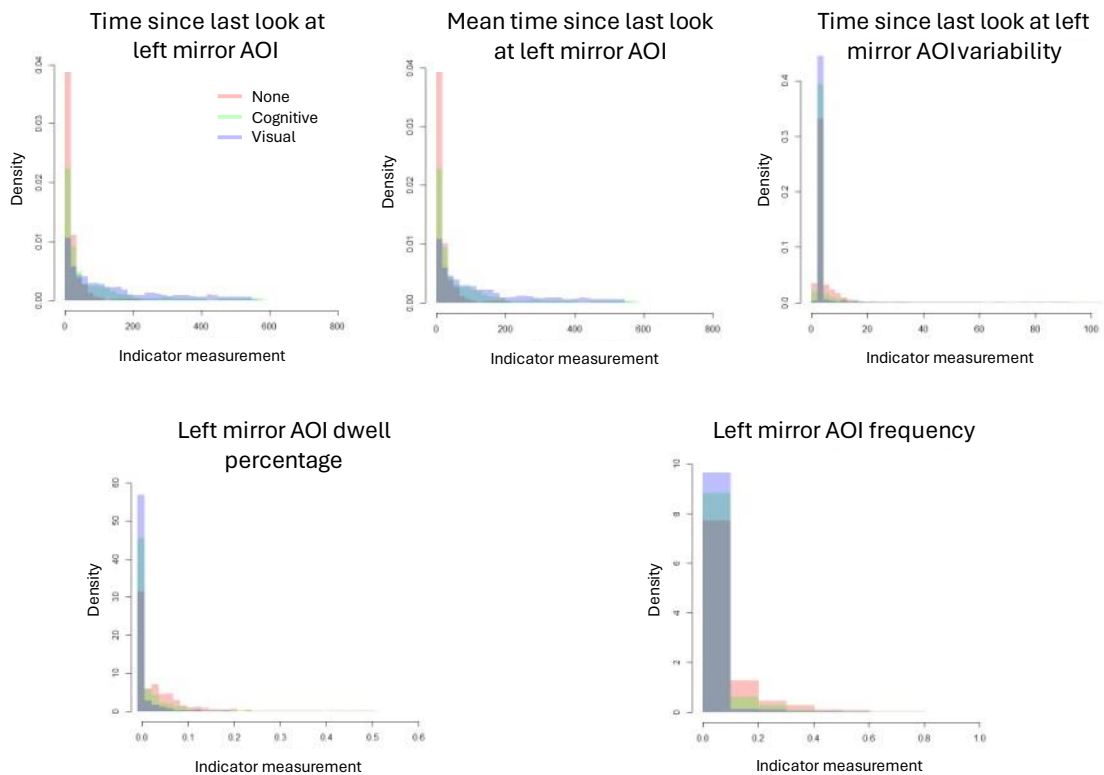 Time since last look at
left mirror AOI
Mean time since last look
at left mirror AOI
Time since last look at left
mirror AOI variability
None
Cognitive
Visual
Density
0.00 0.01 0.02 0.03 0.04
0 200 400 600 800
Indicator measurement
Density
0.00 0.01 0.02 0.03 0.04
0 200 400 600 800
Indicator measurement
Density
0.0 0.1 0.2 0.3 0.4
0 20 40 60 80 100
Indicator measurement
Left mirror AOI dwell
percentage
Density
0 10 20 30 40 50 60
0.0 0.1 0.2 0.3 0.4 0.5 0.6
Indicator measurement
Left mirror AOI frequency
Density
0 2 4 6 8 10
0.0 0.2 0.4 0.6 0.8 1.0
Indicator measurement